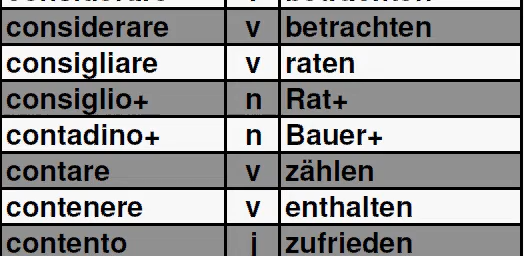 considerare v betrachten
consigliare v raten
consiglio+ n Rat+
contadino+ n Bauer+
contare v zählen
contenere v enthalten
contento j zufrieden